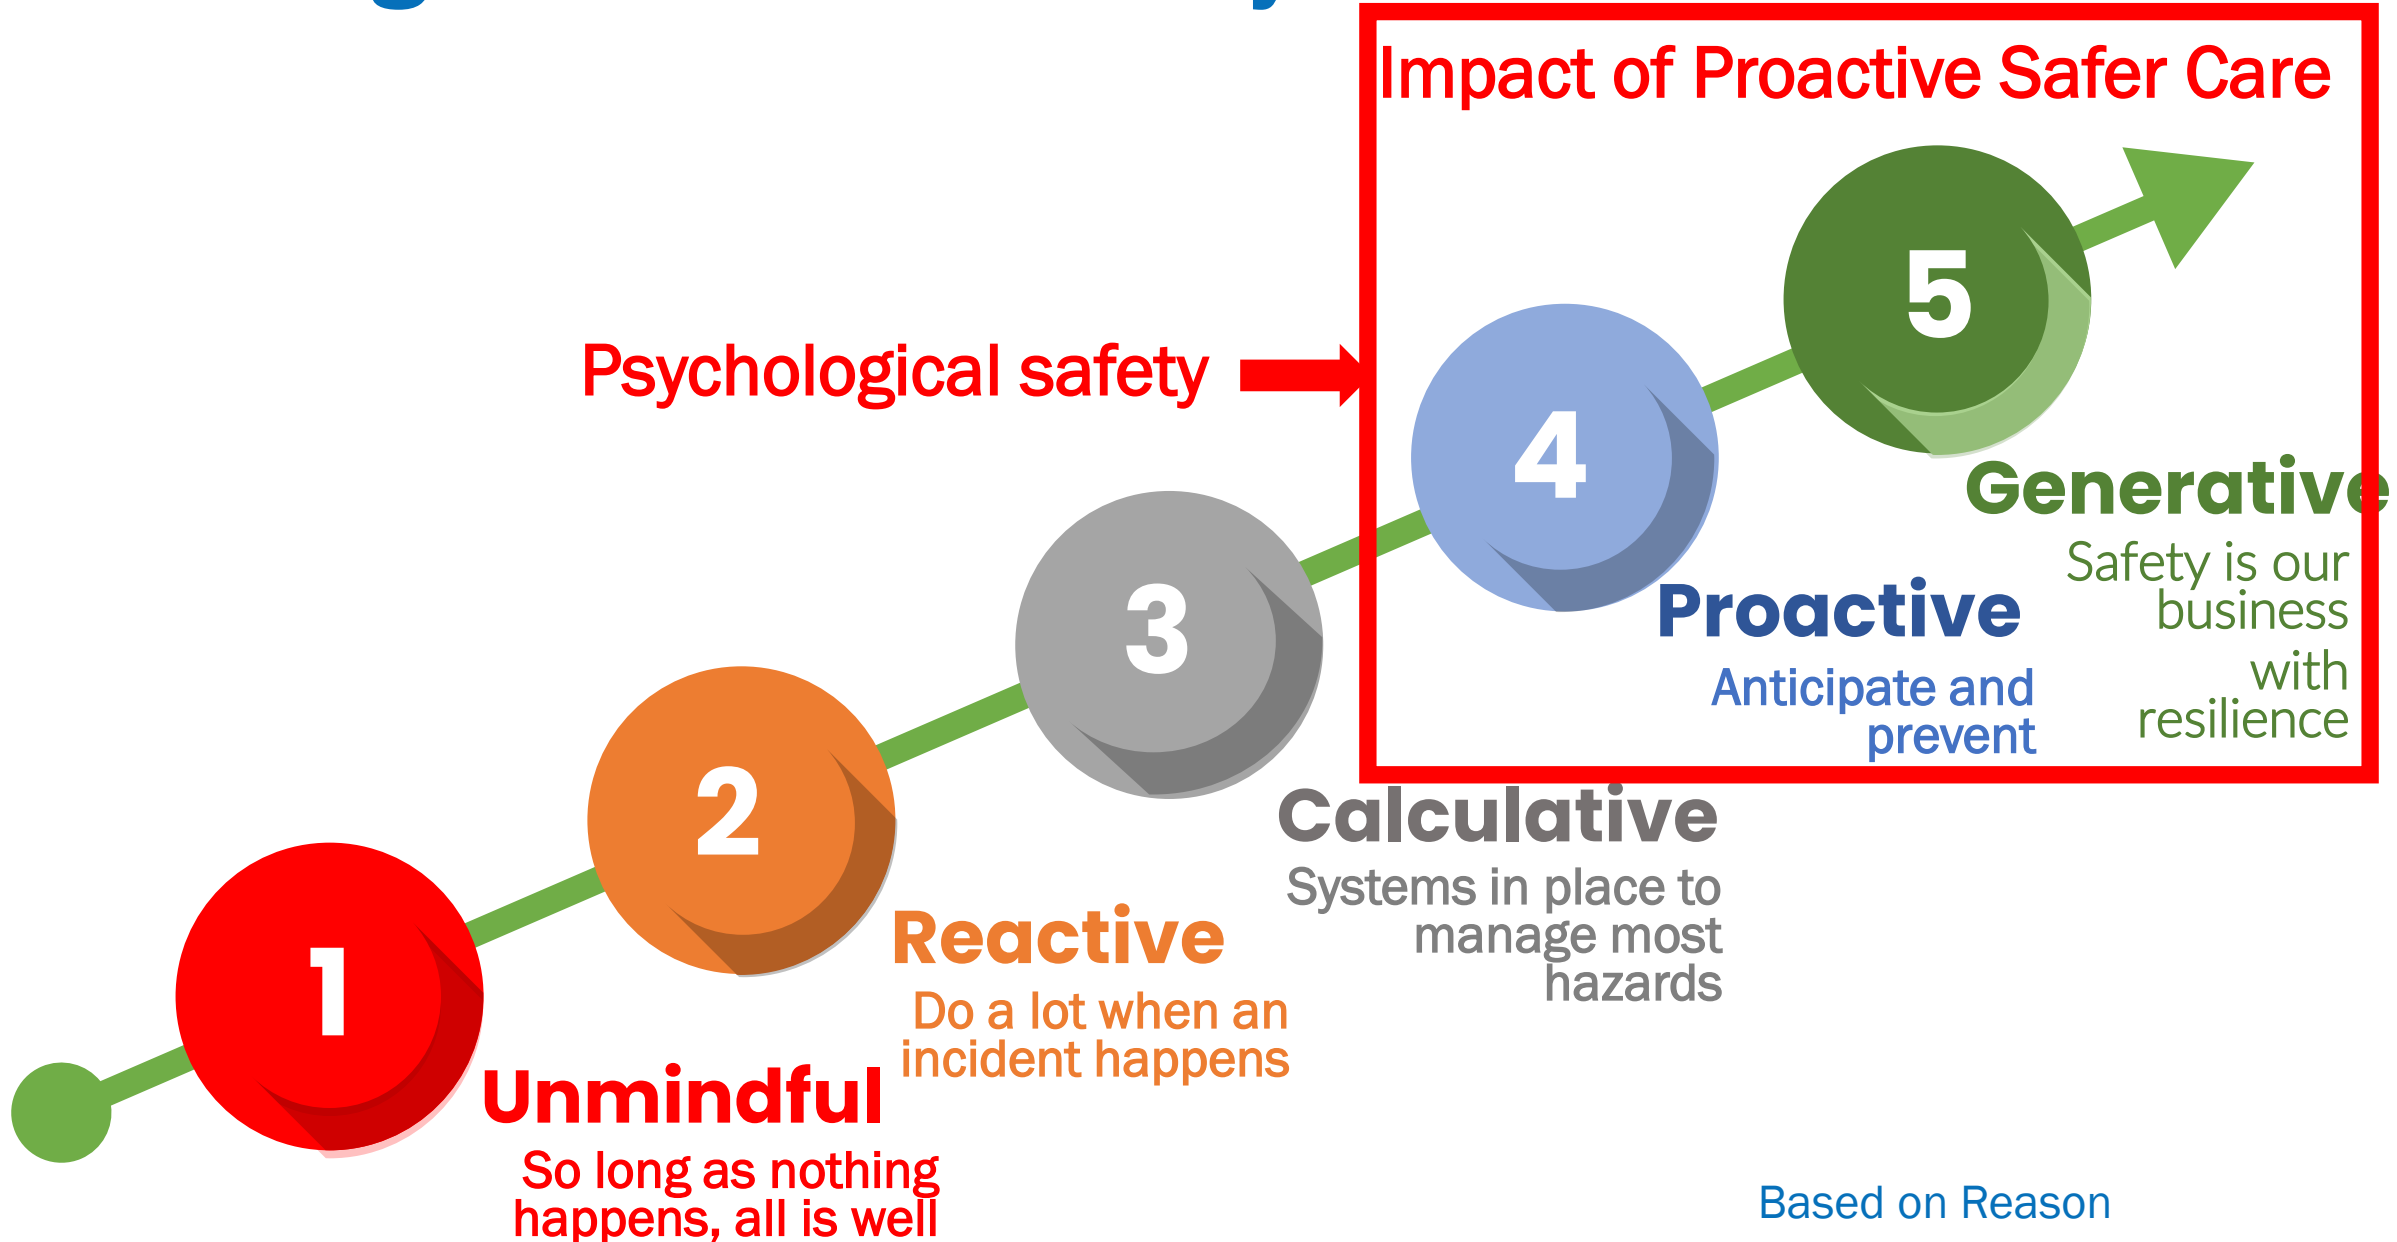 Impact of Proactive Safer Care
5
Psychological safety
4
Generative
Safety is our
business
with
resilience
Proactive
Anticipate and
prevent
3
Calculative
Systems in place to
manage most
hazards
2
Reactive
Do a lot when an
incident happens
1
Unmindful
So long as nothing
happens, all is well
Based on Reason